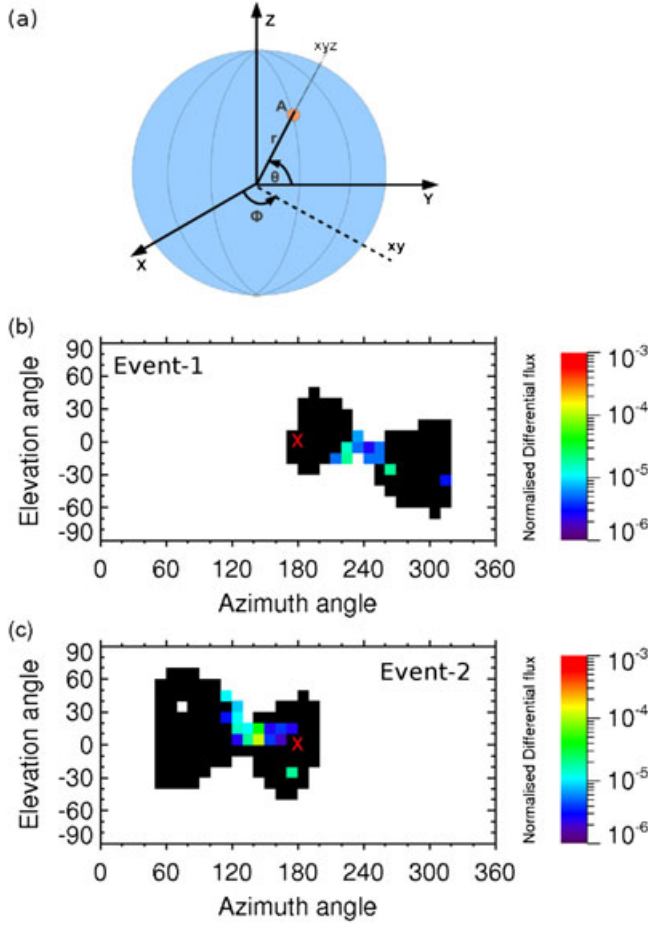 (a)
Z
xyz
A
r
θ
Y
Φ
X
xy
(b)
Event-1
Elevation angle
90
60
30
0
-30
-60
-90
X
0 60 120 180 240 300 360
Azimuth angle
Normalised Differential flux
10⁻³
10⁻⁴
10⁻⁵
10⁻⁶
(c)
Event-2
Elevation angle
90
60
30
0
-30
-60
-90
X
0 60 120 180 240 300 360
Azimuth angle
Normalised Differential flux
10⁻³
10⁻⁴
10⁻⁵
10⁻⁶